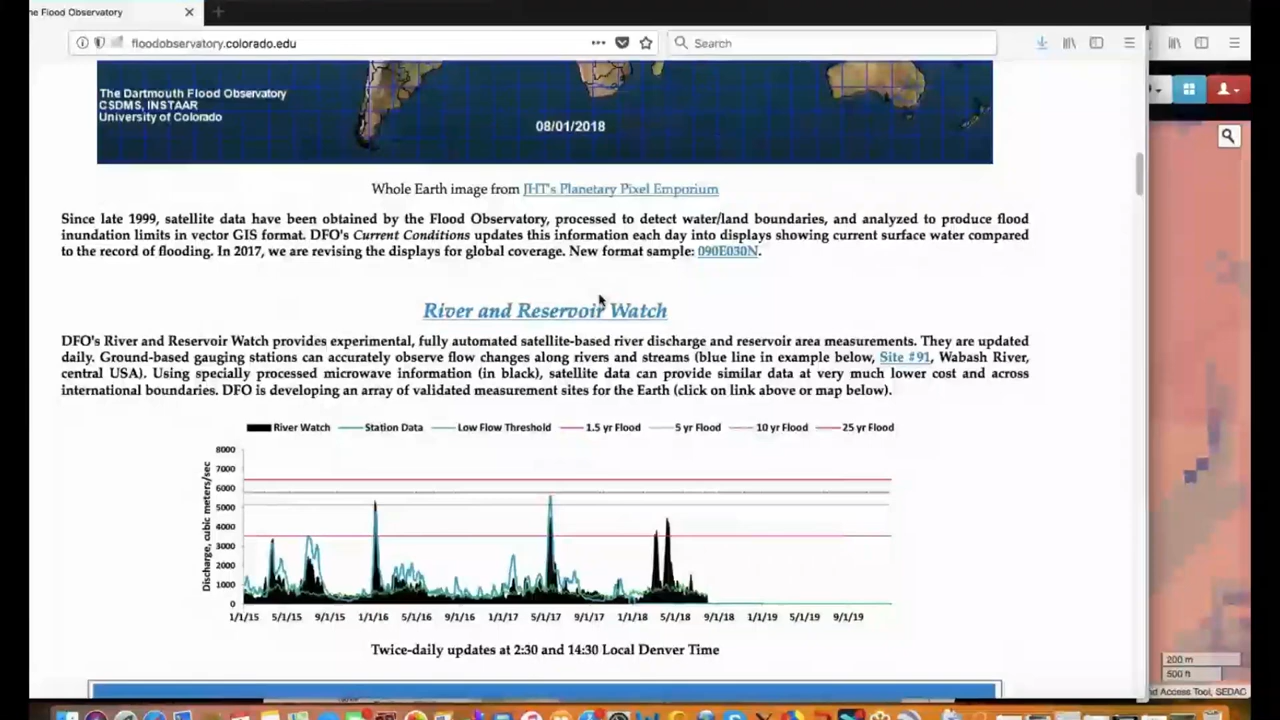 he Flood Observatory
floodobservatory.colorado.edu
Search
The Dartmouth Flood Observatory
CSDMS, INSTAAR
University of Colorado
08/01/2018
Whole Earth image from JHT's Planetary Pixel Emporium
Since late 1999, satellite data have been obtained by the Flood Observatory, processed to detect water/land boundaries, and analyzed to produce flood
inundation limits in vector GIS format. DFO's Current Conditions updates this information each day into displays showing current surface water compared
to the record of flooding. In 2017, we are revising the displays for global coverage. New format sample: 090E030N.
River and Reservoir Watch
DFO's River and Reservoir Watch provides experimental, fully automated satellite-based river discharge and reservoir area measurements. They are updated
daily. Ground-based gauging stations can accurately observe flow changes along rivers and streams (blue line in example below, Site #91, Wabash River,
central USA). Using specially processed microwave information (in black), satellite data can provide similar data at very much lower cost and across
international boundaries. DFO is developing an array of validated measurement sites for the Earth (click on link above or map below).
River Watch Station Data Low Flow Threshold 1.5 yr Flood 5 yr Flood 10 yr Flood 25 yr Flood
Discharge, cubic meters/sec
8000
7000
6000
5000
4000
3000
2000
1000
0
1/1/15 5/1/15 9/1/15 1/1/16 5/1/16 9/1/16 1/1/17 5/1/17 9/1/17 1/1/18 5/1/18 9/1/18 1/1/19 5/1/19 9/1/19
Twice-daily updates at 2:30 and 14:30 Local Denver Time
200 m
500 ft
nd Access Tool, SEDAC